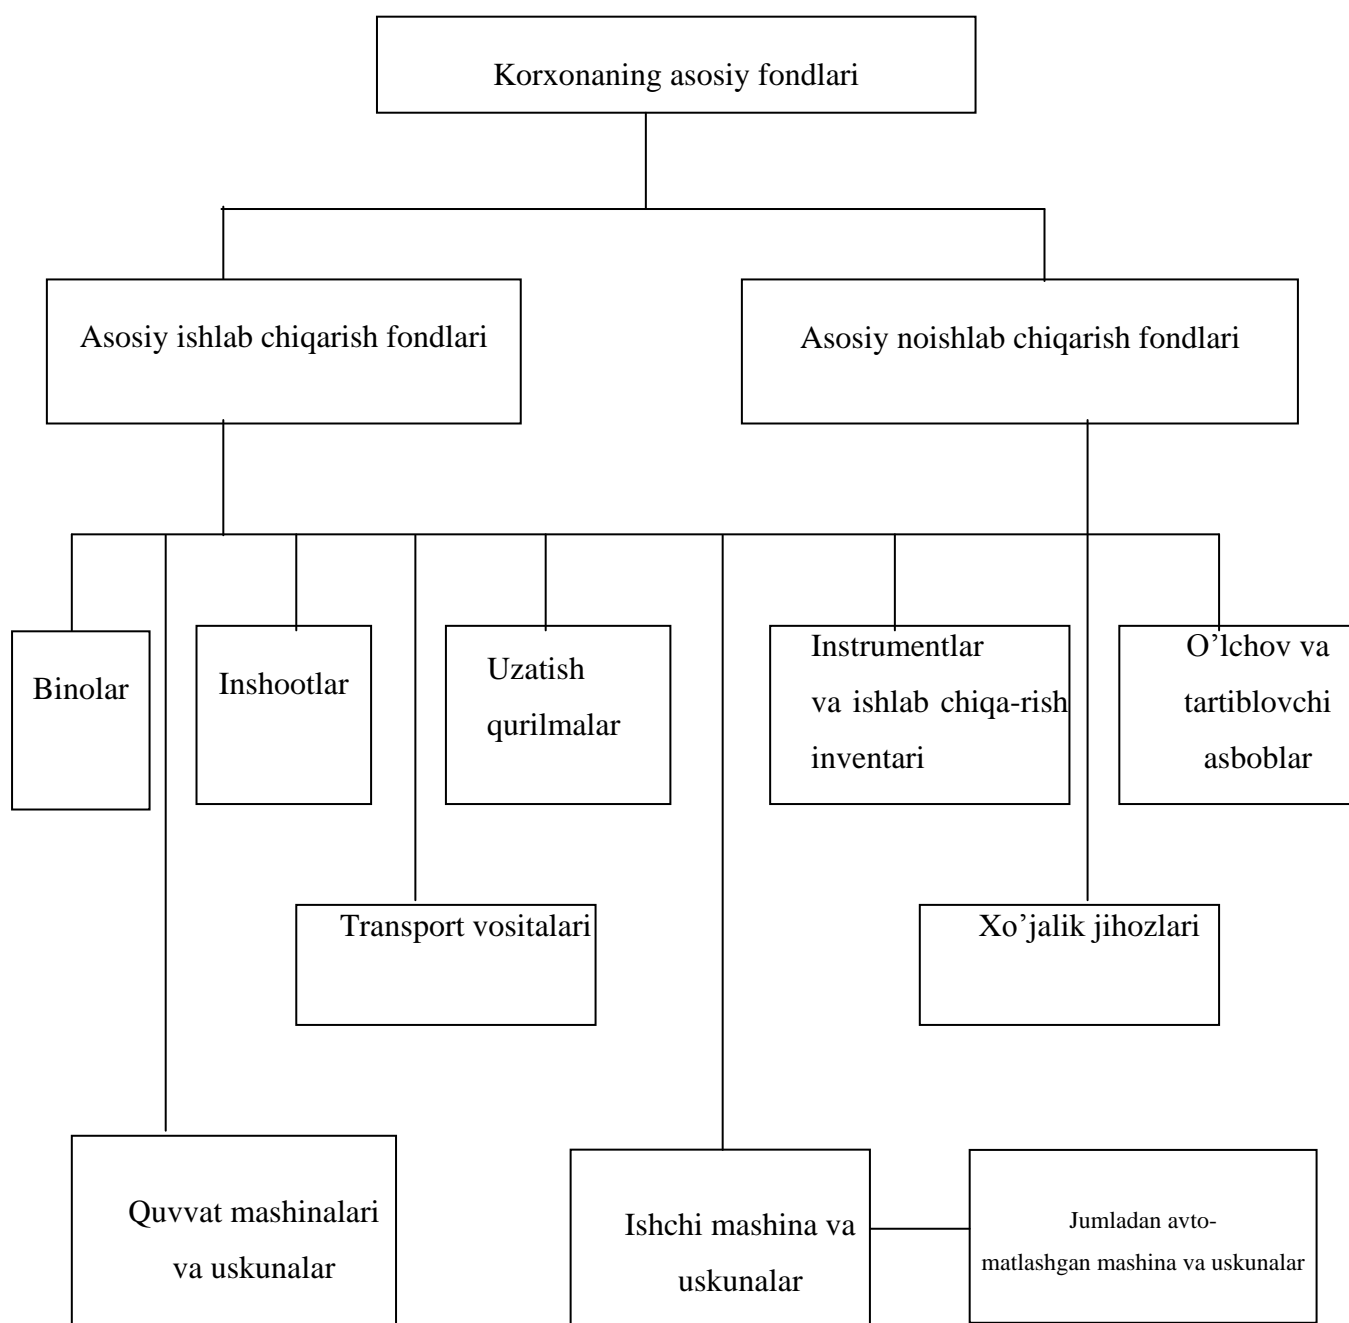 Korxonaning asosiy fondlari
Asosiy ishlab chiqarish fondlari
Asosiy noishlab chiqarish fondlari
Binolar
Inshootlar
Uzatish
qurilmalar
Instrumentlar
va ishlab chiqa-rish
inventari
O’lchov va
tartiblovchi
asboblar
Transport vositalari
Xo’jalik jihozlari
Quvvat mashinalari
va uskunalar
Ishchi mashina va
uskunalar
Jumladan avto-
matlashgan mashina va uskunalar